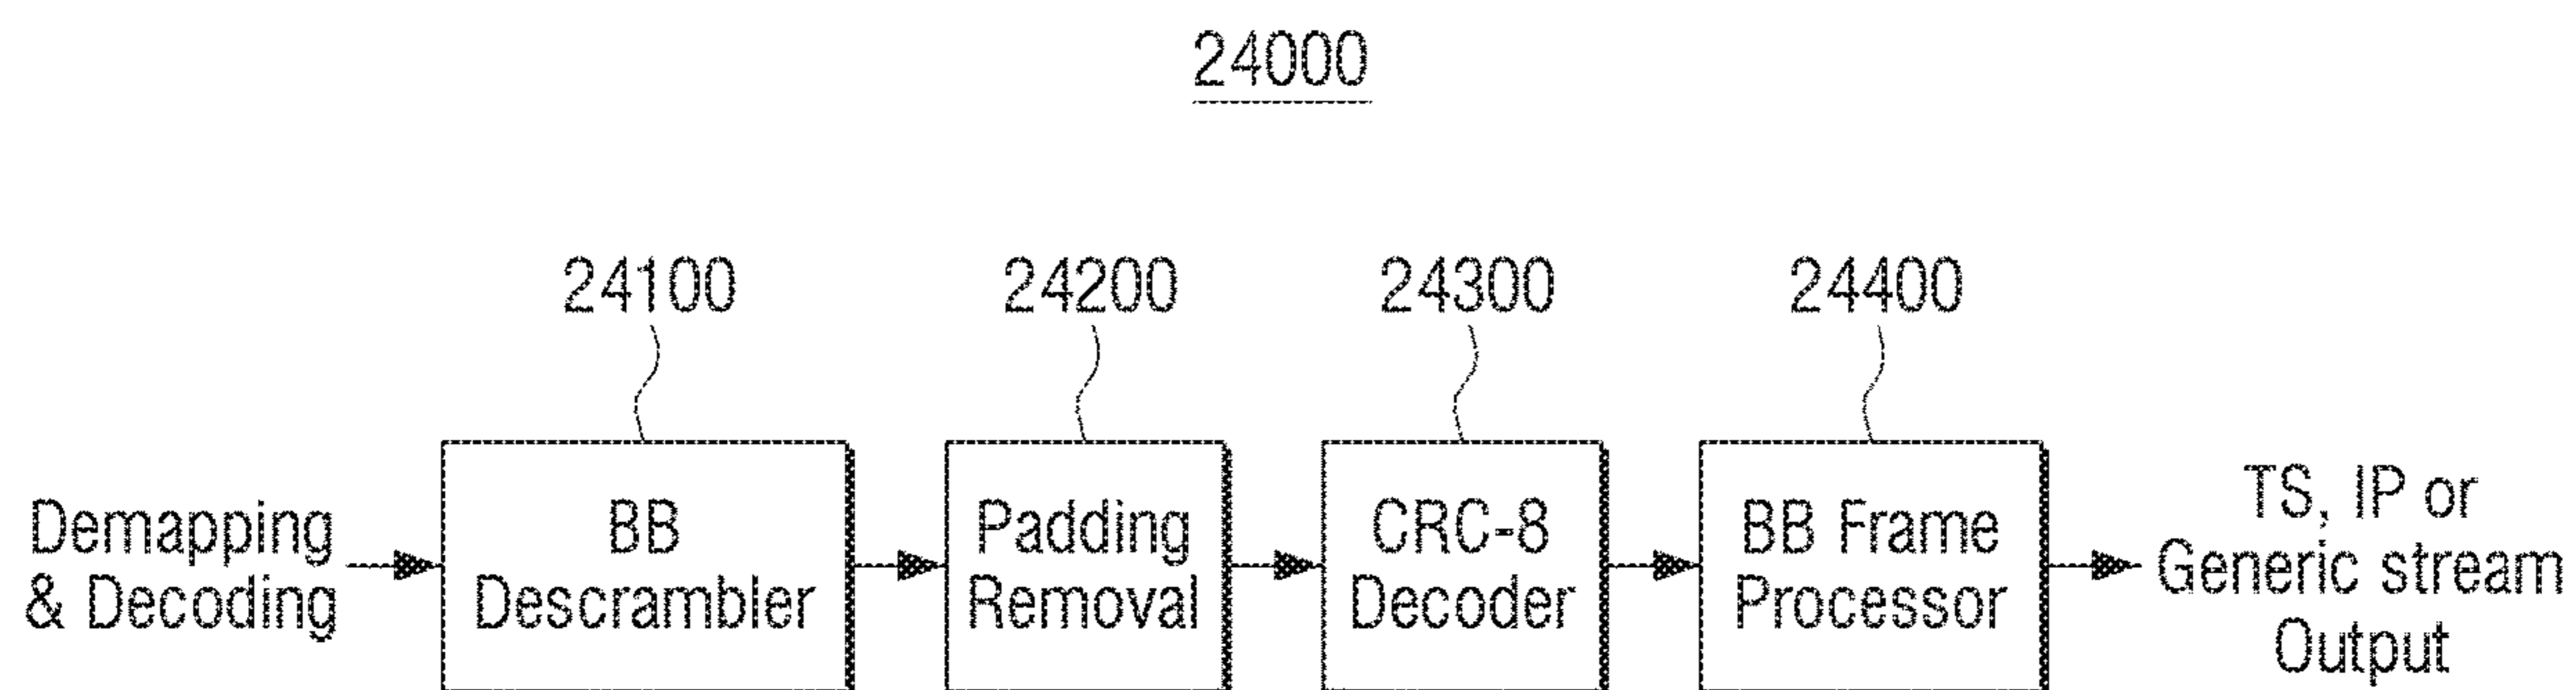 24000
24100
24200
24300
24400
Demapping
& Decoding
BB
Descrambler
Padding
Removal
CRC-8
Decoder
BB Frame
Processor
TS, IP or
Generic stream
Output